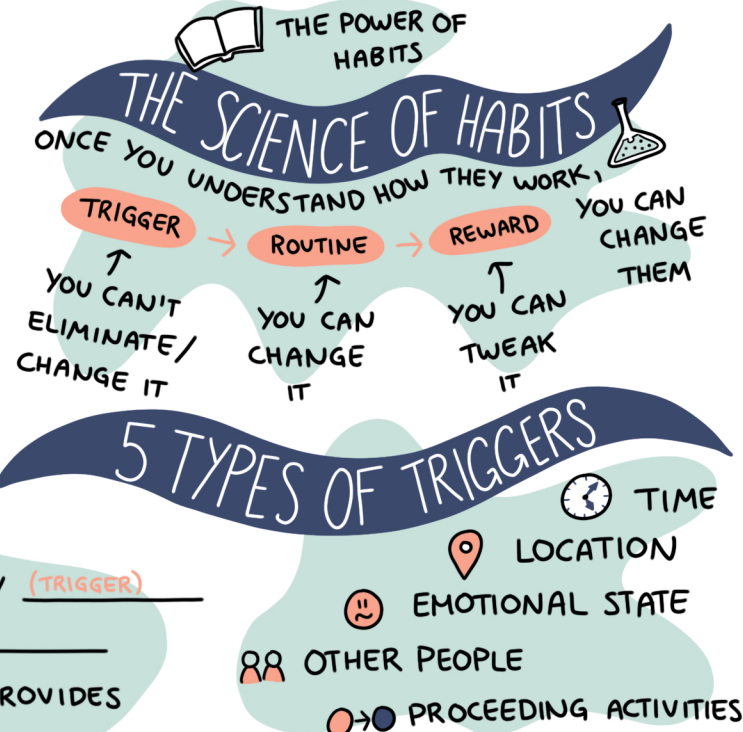 THE POWER OF
HABITS
THE SCIENCE OF HABITS
ONCE YOU UNDERSTAND HOW THEY WORK,
YOU CAN
CHANGE
THEM
TRIGGER → ROUTINE → REWARD
YOU CAN'T
ELIMINATE/
CHANGE IT
YOU CAN
CHANGE
IT
YOU CAN
TWEAK
IT
5 TYPES OF TRIGGERS
TIME
LOCATION
EMOTIONAL STATE
OTHER PEOPLE
PROCEEDING ACTIVITIES
(TRIGGER)